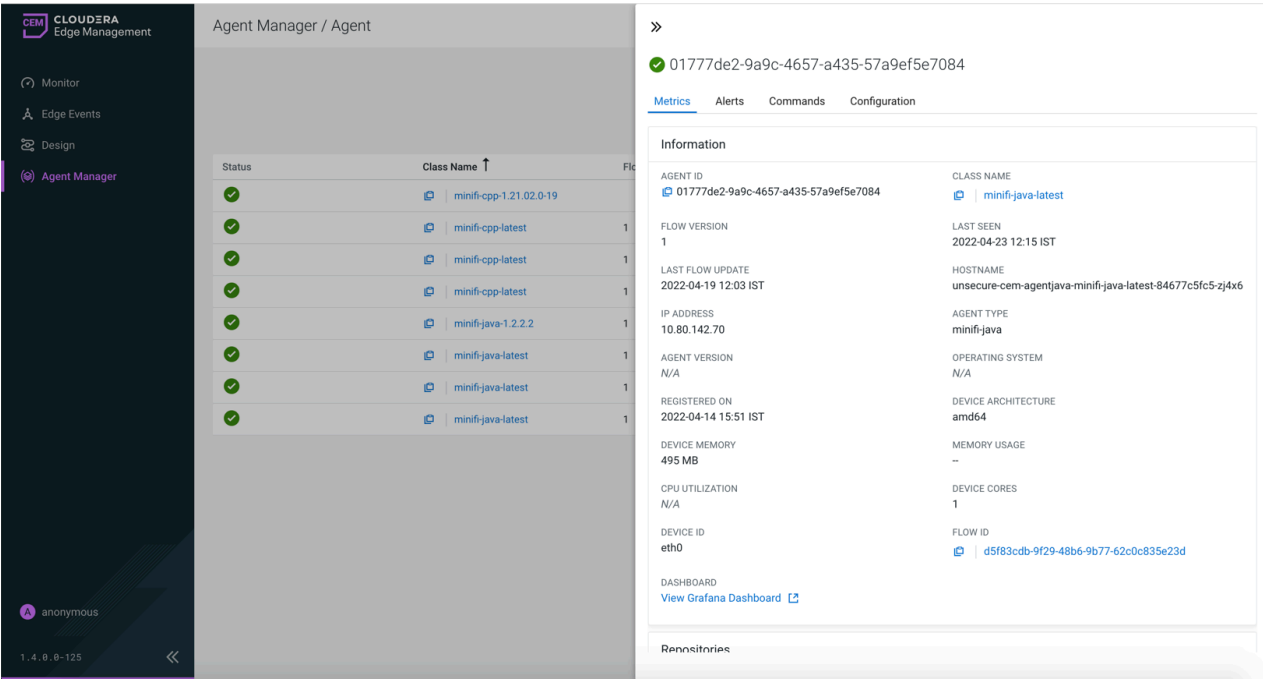 CEM CLOUDERA
Edge Management
Monitor
Edge Events
Design
Agent Manager
A anonymous
1.4.0.0-125
Agent Manager / Agent
Status Class Name Flo
minifi-cpp-1.21.02.0-19
minifi-cpp-latest 1
minifi-cpp-latest 1
minifi-cpp-latest 1
minifi-java-1.2.2.2 1
minifi-java-latest 1
minifi-java-latest 1
minifi-java-latest 1
01777de2-9a9c-4657-a435-57a9ef5e7084
Metrics Alerts Commands Configuration
Information
AGENT ID CLASS NAME
01777de2-9a9c-4657-a435-57a9ef5e7084 minifi-java-latest
FLOW VERSION LAST SEEN
1 2022-04-23 12:15 IST
LAST FLOW UPDATE HOSTNAME
2022-04-19 12:03 IST unsecure-cem-agentjava-minifi-java-latest-84677c5fc5-zj4x6
IP ADDRESS AGENT TYPE
10.80.142.70 minifi-java
AGENT VERSION OPERATING SYSTEM
N/A N/A
REGISTERED ON DEVICE ARCHITECTURE
2022-04-14 15:51 IST amd64
DEVICE MEMORY MEMORY USAGE
495 MB --
CPU UTILIZATION DEVICE CORES
N/A 1
DEVICE ID FLOW ID
eth0 d5f83cdb-9f29-48b6-9b77-62c0c835e23d
DASHBOARD
View Grafana Dashboard
Repositories